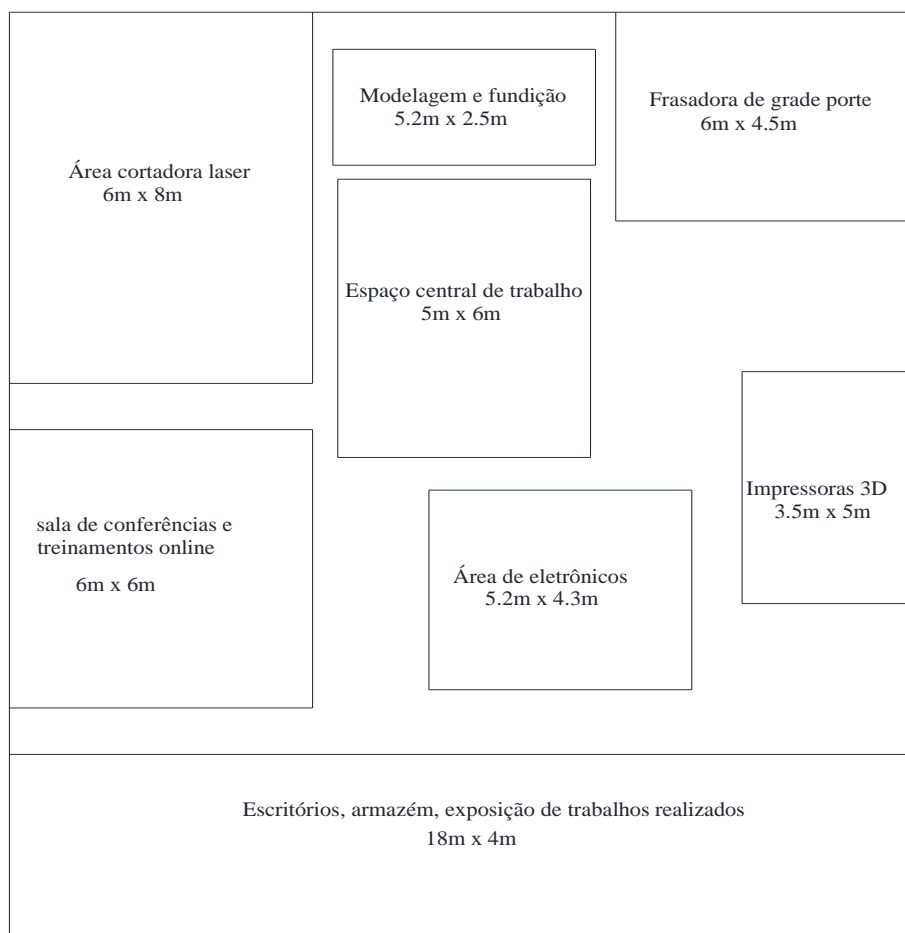 Modelagem e fundição
5.2m x 2.5m
Frasadora de grade porte
6m x 4.5m
Área cortadora laser
6m x 8m
Espaço central de trabalho
5m x 6m
Impressoras 3D
3.5m x 5m
sala de conferências e
treinamentos online
6m x 6m
Área de eletrônicos
5.2m x 4.3m
Escritórios, armazém, exposição de trabalhos realizados
18m x 4m